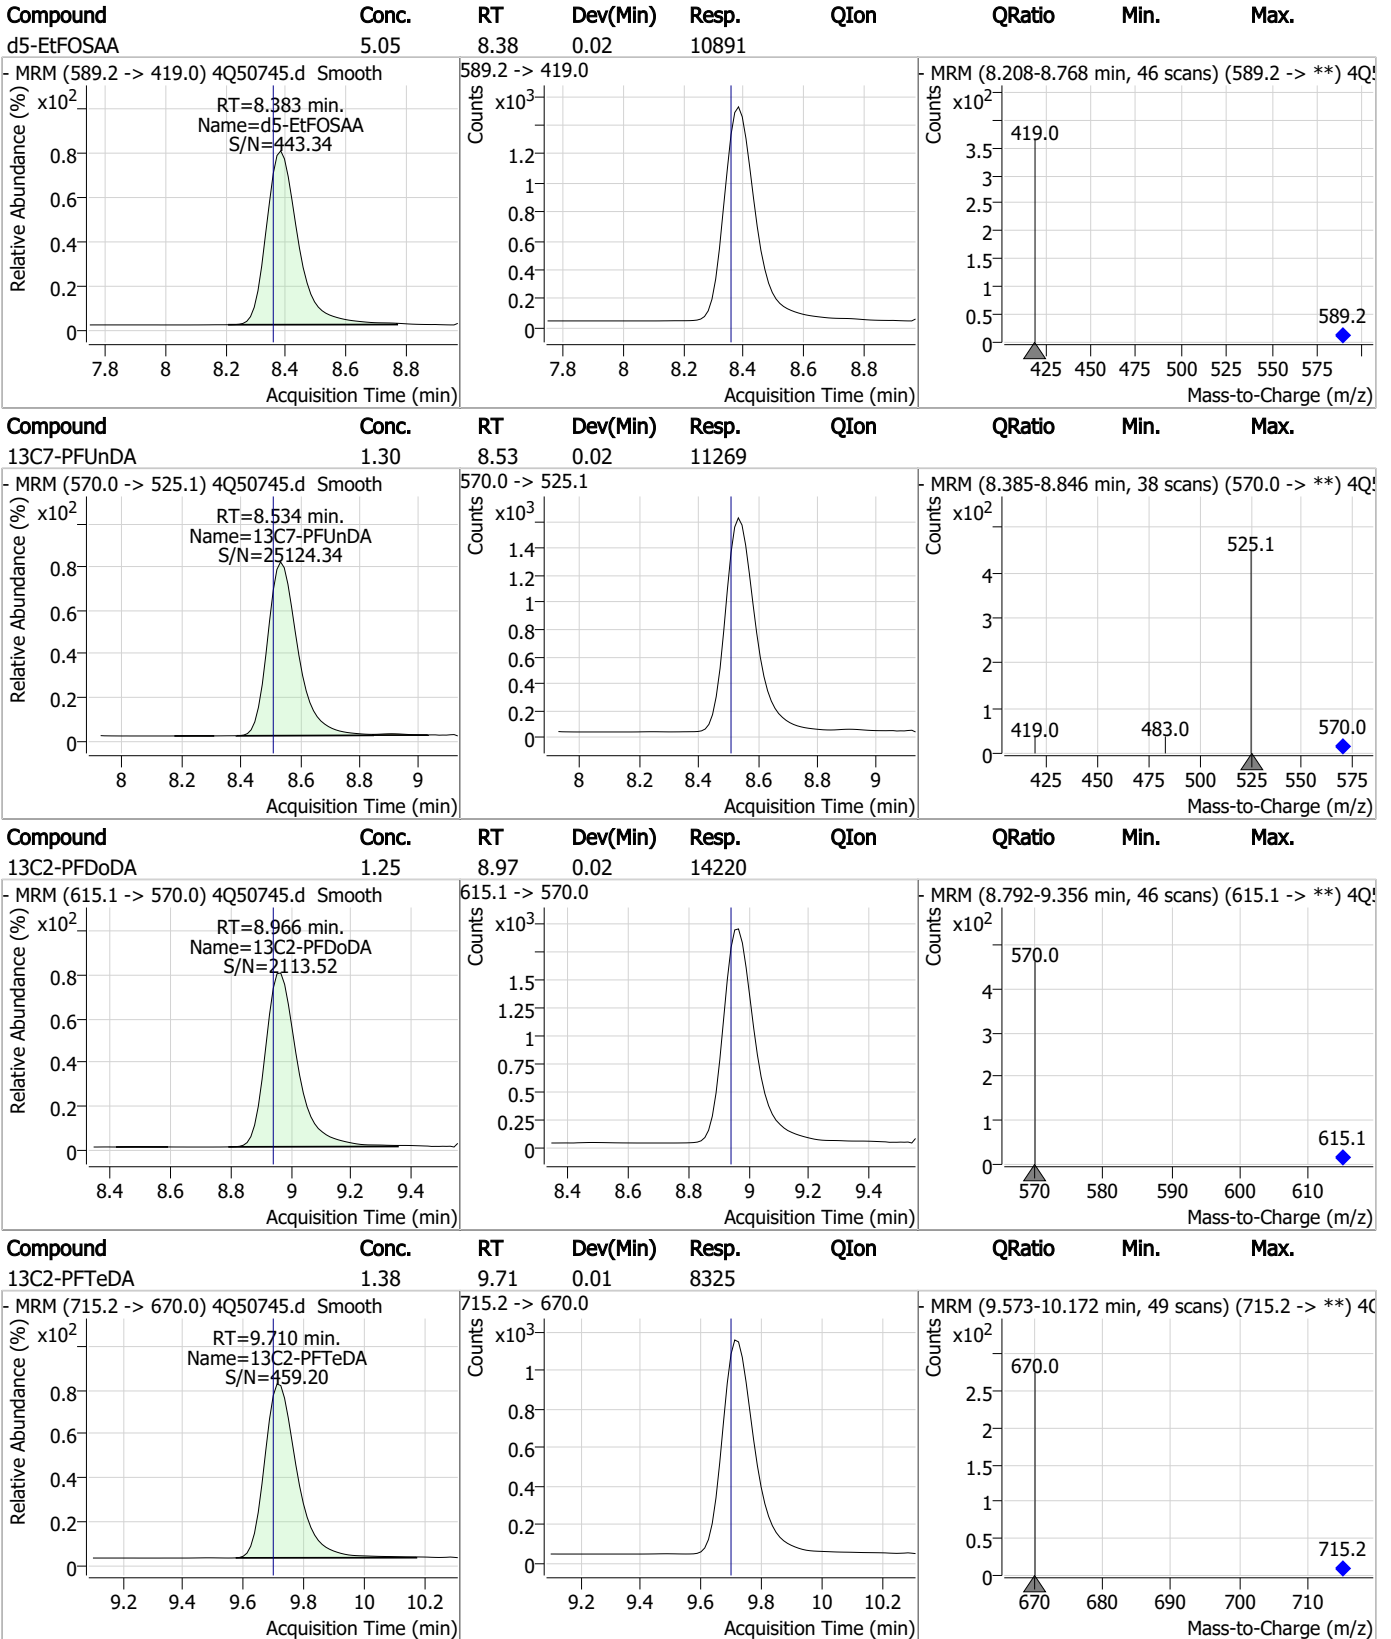 Compound Conc. RT Dev(Min) Resp. QIon QRatio Min. Max.
d5-EtFOSAA 5.05 8.38 0.02 10891
- MRM (589.2 -> 419.0) 4Q50745.d Smooth
589.2 -> 419.0
- MRM (8.208-8.768 min, 46 scans) (589.2 -> **) 4Q5
Relative Abundance (%)
x10²
RT=8.383 min.
Name=d5-EtFOSAA
S/N=443.34
0.8
0.6
0.4
0.2
0
7.8 8 8.2 8.4 8.6 8.8
Acquisition Time (min)
Counts
x10³
1.2
1
0.8
0.6
0.4
0.2
0
7.8 8 8.2 8.4 8.6 8.8
Acquisition Time (min)
Counts
x10²
419.0
3.5
3
2.5
2
1.5
1
0.5
0
589.2
425 450 475 500 525 550 575
Mass-to-Charge (m/z)
Compound Conc. RT Dev(Min) Resp. QIon QRatio Min. Max.
13C7-PFUnDA 1.30 8.53 0.02 11269
- MRM (570.0 -> 525.1) 4Q50745.d Smooth
570.0 -> 525.1
- MRM (8.385-8.846 min, 38 scans) (570.0 -> **) 4Q5
Relative Abundance (%)
x10²
RT=8.534 min.
Name=13C7-PFUnDA
S/N=25124.34
0.8
0.6
0.4
0.2
0
8 8.2 8.4 8.6 8.8 9
Acquisition Time (min)
Counts
x10³
1.4
1.2
1
0.8
0.6
0.4
0.2
0
8 8.2 8.4 8.6 8.8 9
Acquisition Time (min)
Counts
x10²
525.1
4
3
2
1
0
419.0 483.0 570.0
425 450 475 500 525 550 575
Mass-to-Charge (m/z)
Compound Conc. RT Dev(Min) Resp. QIon QRatio Min. Max.
13C2-PFDoDA 1.25 8.97 0.02 14220
- MRM (615.1 -> 570.0) 4Q50745.d Smooth
615.1 -> 570.0
- MRM (8.792-9.356 min, 46 scans) (615.1 -> **) 4Q5
Relative Abundance (%)
x10²
RT=8.966 min.
Name=13C2-PFDoDA
S/N=2113.52
0.8
0.6
0.4
0.2
0
8.4 8.6 8.8 9 9.2 9.4
Acquisition Time (min)
Counts
x10³
1.5
1.25
1
0.75
0.5
0.25
0
8.4 8.6 8.8 9 9.2 9.4
Acquisition Time (min)
Counts
x10²
570.0
4
3
2
1
0
615.1
570 580 590 600 610
Mass-to-Charge (m/z)
Compound Conc. RT Dev(Min) Resp. QIon QRatio Min. Max.
13C2-PFTeDA 1.38 9.71 0.01 8325
- MRM (715.2 -> 670.0) 4Q50745.d Smooth
715.2 -> 670.0
- MRM (9.573-10.172 min, 49 scans) (715.2 -> **) 4Q
Relative Abundance (%)
x10²
RT=9.710 min.
Name=13C2-PFTeDA
S/N=459.20
0.8
0.6
0.4
0.2
0
9.2 9.4 9.6 9.8 10 10.2
Acquisition Time (min)
Counts
x10³
1
0.8
0.6
0.4
0.2
0
9.2 9.4 9.6 9.8 10 10.2
Acquisition Time (min)
Counts
x10²
670.0
2.5
2
1.5
1
0.5
0
715.2
670 680 690 700 710
Mass-to-Charge (m/z)